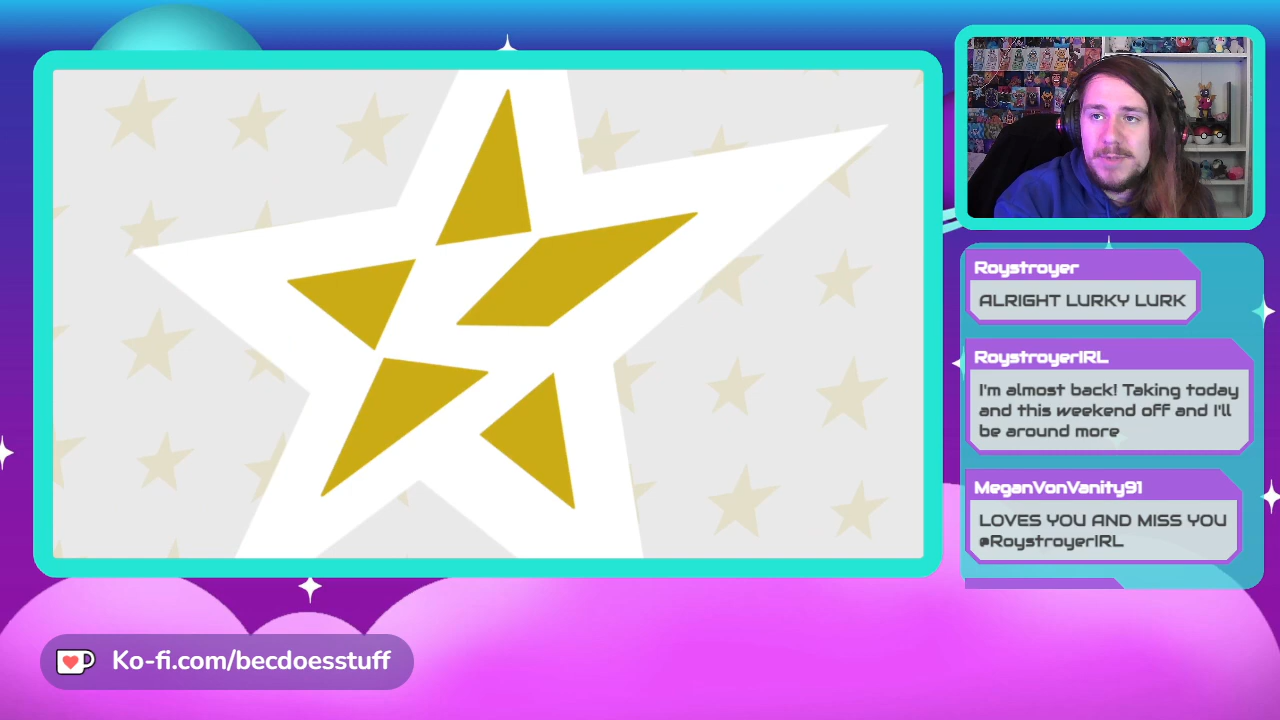 Roystroyer
ALRIGHT LURKY LURK
RoystroyerIRL
I'm almost back! Taking today
and this weekend off and I'll
be around more
MeganVonVanity91
LOVES YOU AND MISS YOU
@RoystroyerIRL
Ko-fi.com/becdoesstuff